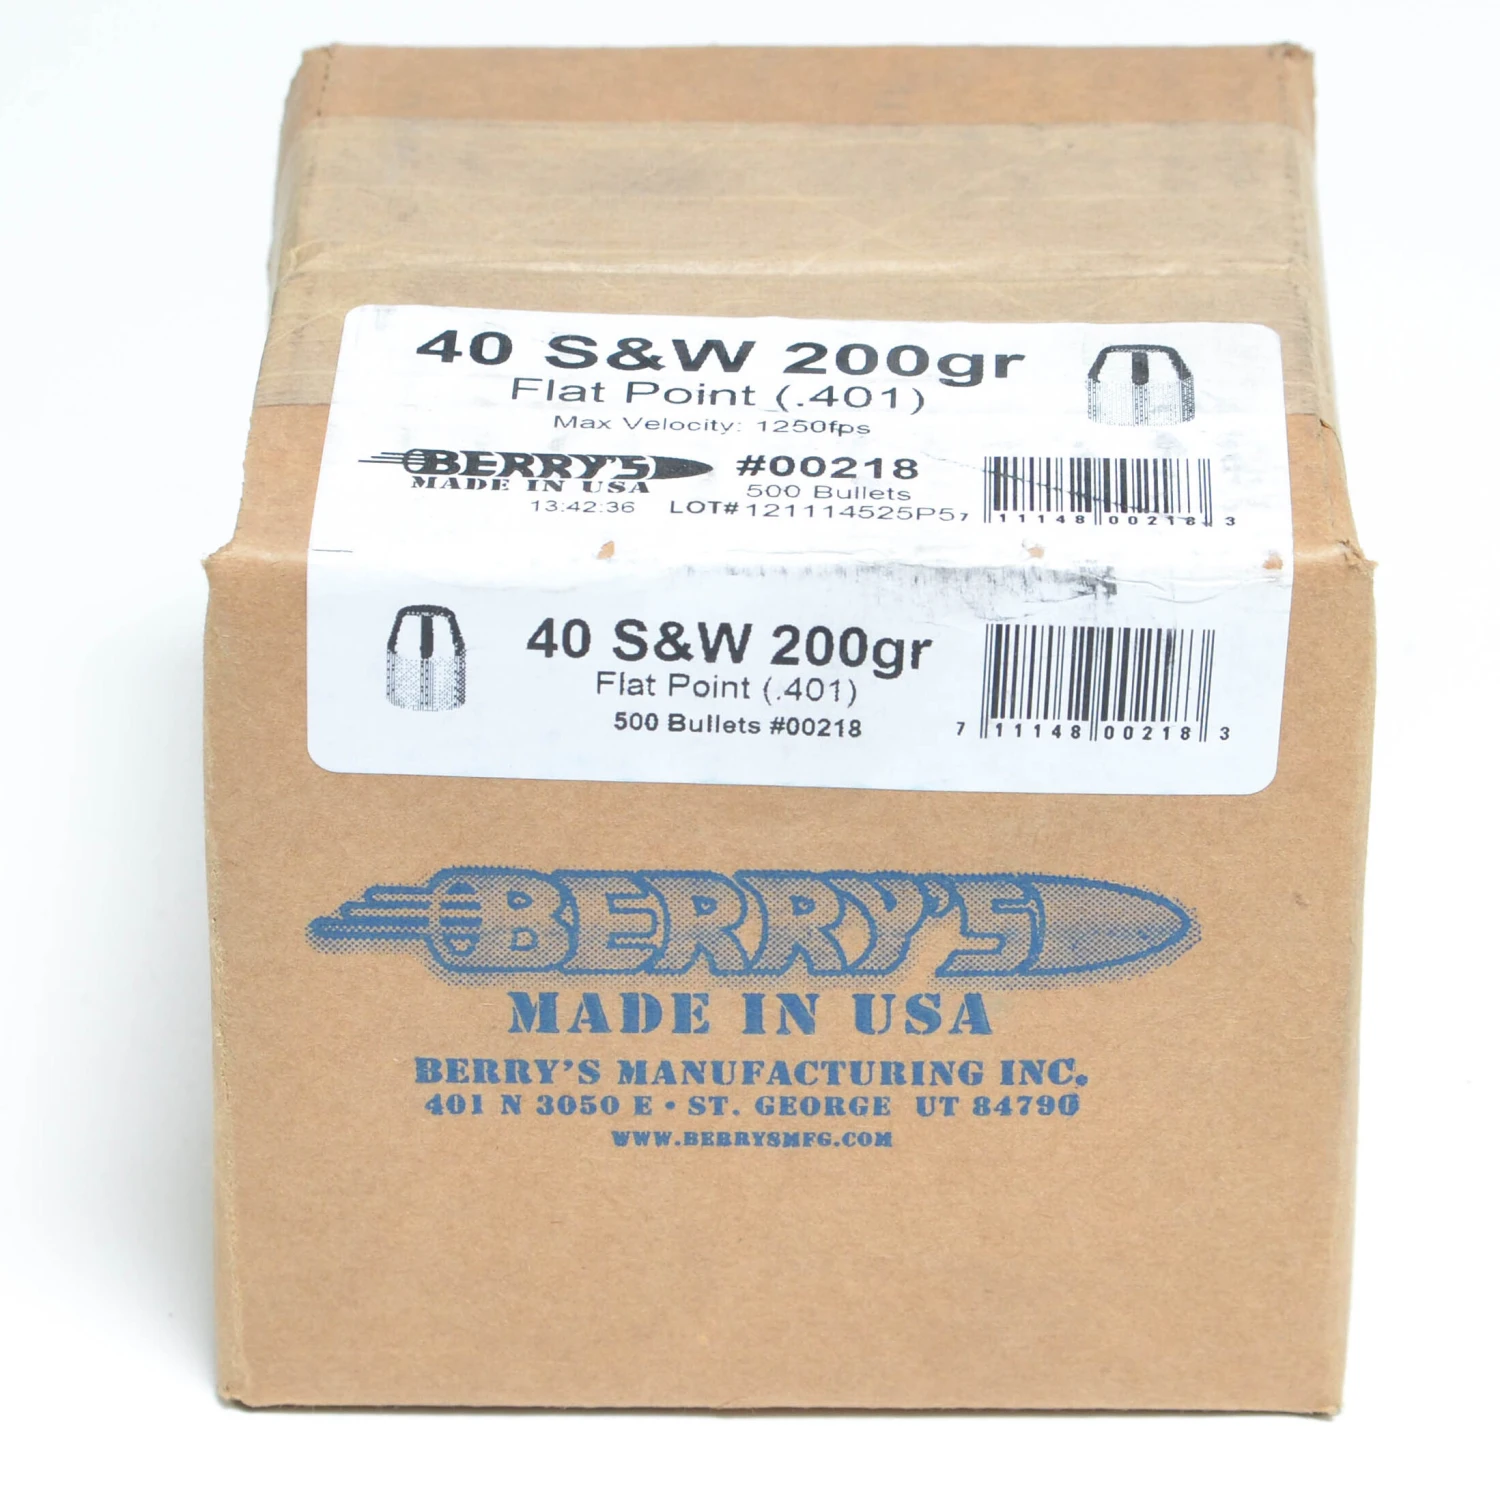 40 S&W 200gr
Flat Point (.401)
Max Velocity: 1250fps
BERRY'S
MADE IN USA
#00218
500 Bullets
13:42:36 LOT# 121114525P5
7 11148 00218 3
40 S&W 200gr
Flat Point (.401)
500 Bullets #00218
7 11148 00218 3
BERRY'S
MADE IN USA
BERRY'S MANUFACTURING INC.
401 N 3050 E • ST. GEORGE UT 84790
WWW.BERRYSMFG.COM